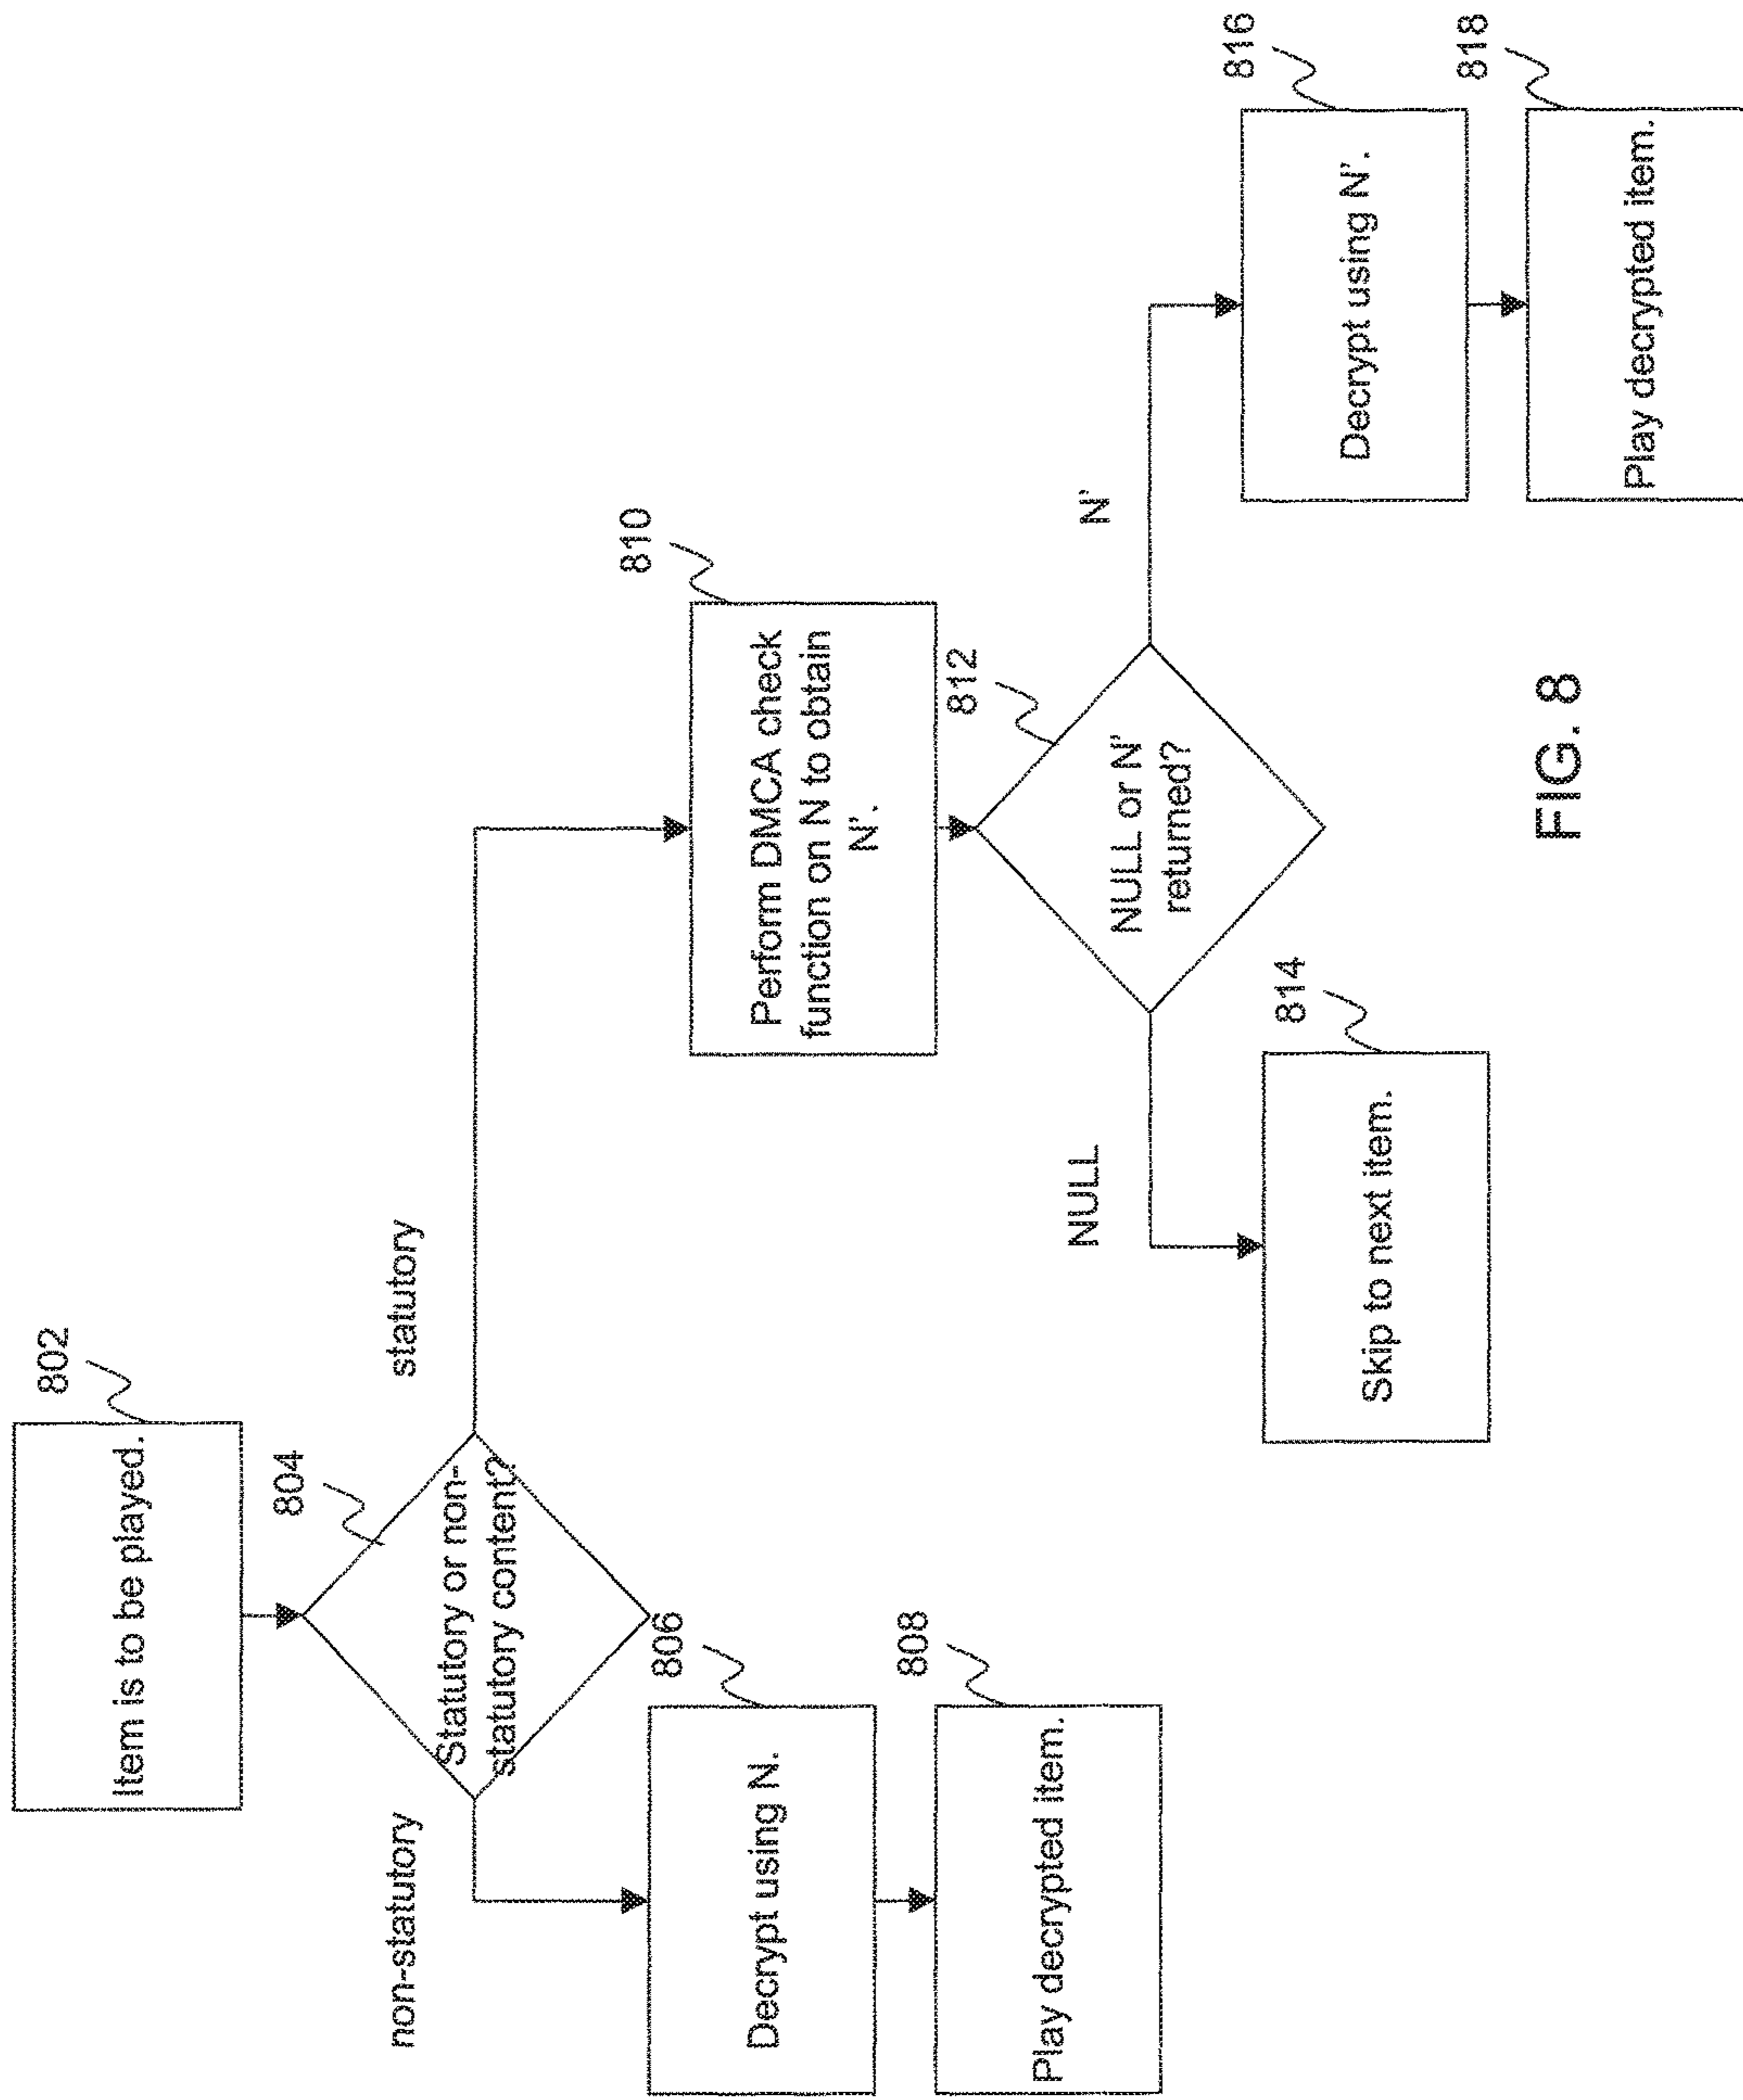 802
Item is to be played.
804
Statutory or non-
statutory content?
non-statutory
statutory
806
Decrypt using N.
808
Play decrypted item.
810
Perform DMCA check
function on N to obtain
N'.
812
NULL or N'
returned?
NULL
N'
814
Skip to next item.
816
Decrypt using N'.
818
Play decrypted item.
FIG. 8